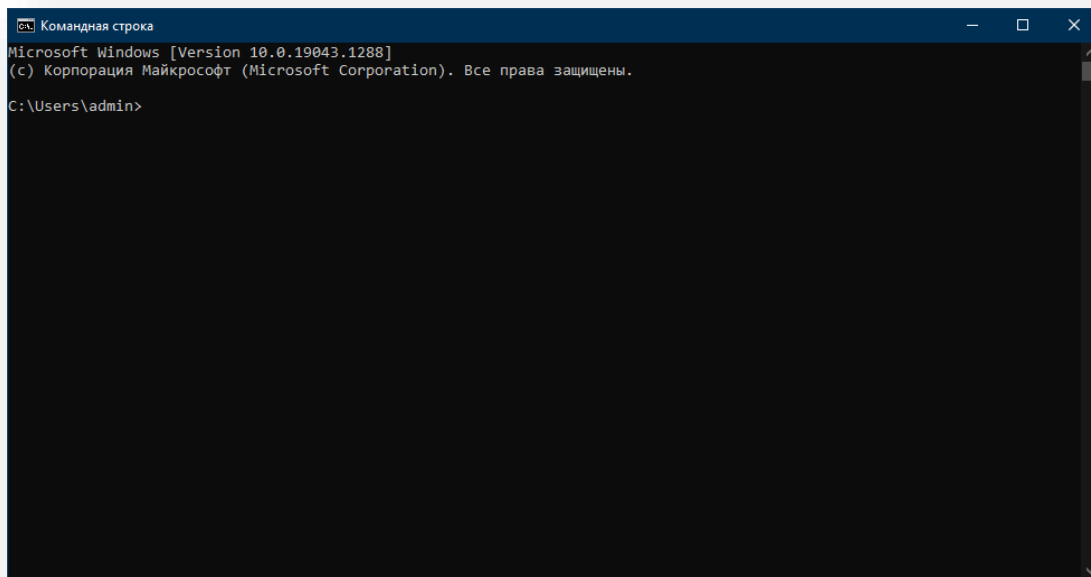 Командная строка
Microsoft Windows [Version 10.0.19043.1288]
(c) Корпорация Майкрософт (Microsoft Corporation). Все права защищены.
C:\Users\admin>